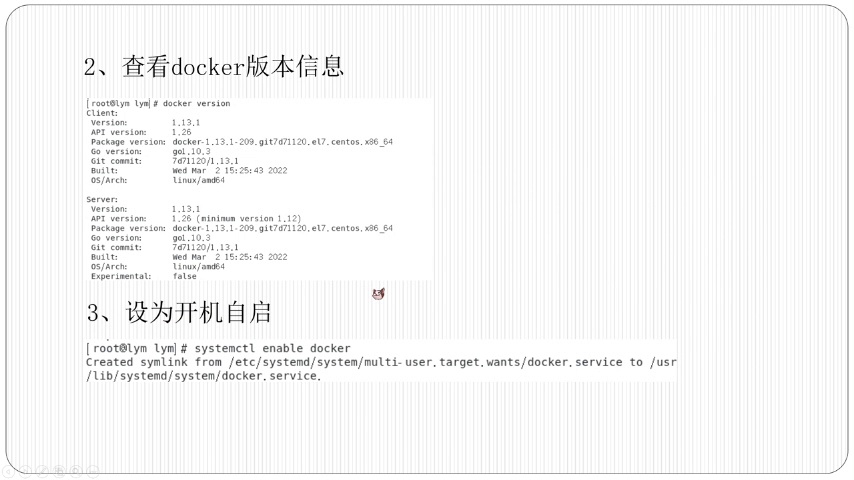 2、查看docker版本信息
[root@lym lym]# docker version
Client:
Version: 1.13.1
API version: 1.26
Package version: docker-1.13.1-209.git7d71120.el7.centos.x86_64
Go version: go1.10.3
Git commit: 7d71120/1.13.1
Built: Wed Mar 2 15:25:43 2022
OS/Arch: linux/amd64
Server:
Version: 1.13.1
API version: 1.26 (minimum version 1.12)
Package version: docker-1.13.1-209.git7d71120.el7.centos.x86_64
Go version: go1.10.3
Git commit: 7d71120/1.13.1
Built: Wed Mar 2 15:25:43 2022
OS/Arch: linux/amd64
Experimental: false
3、设为开机自启
[root@lym lym]# systemctl enable docker
Created symlink from /etc/systemd/system/multi-user.target.wants/docker.service to /usr
/lib/systemd/system/docker.service.